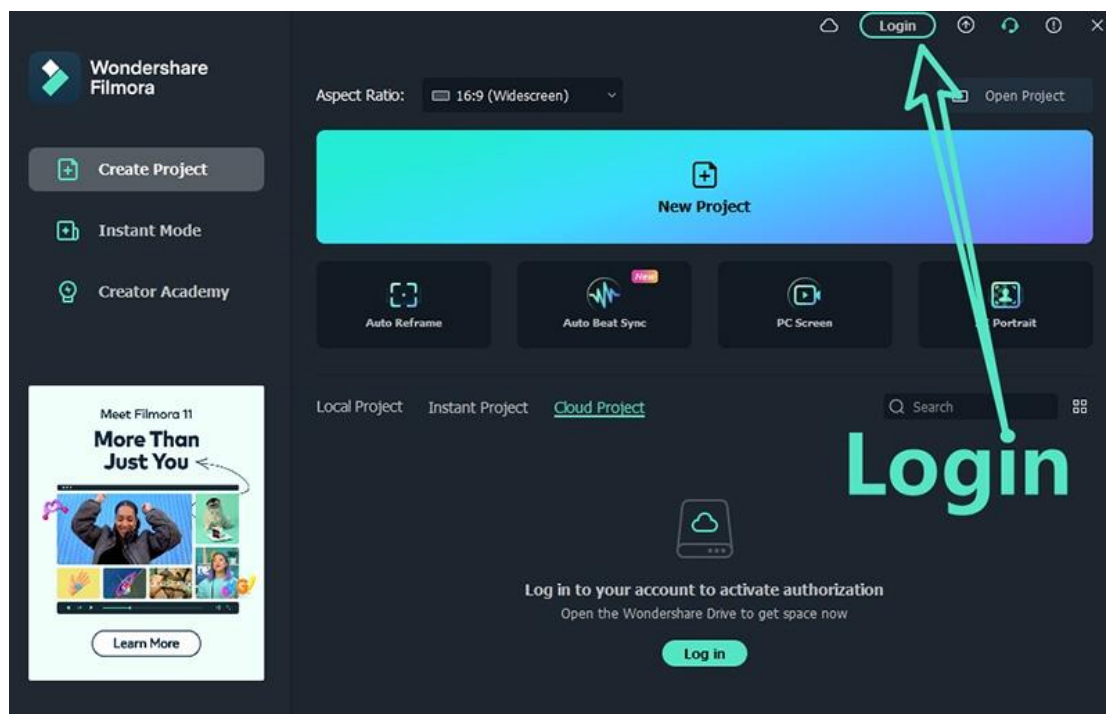 Login
Wondershare
Filmora
Aspect Ratio:
16:9 (Widescreen)
Open Project
Create Project
New Project
Instant Mode
Creator Academy
New
Auto Reframe
Auto Beat Sync
PC Screen
Portrait
Local Project
Instant Project
Cloud Project
Search
Login
Meet Filmora 11
More Than
Just You
Log in to your account to activate authorization
Open the Wondershare Drive to get space now
Learn More
Log in